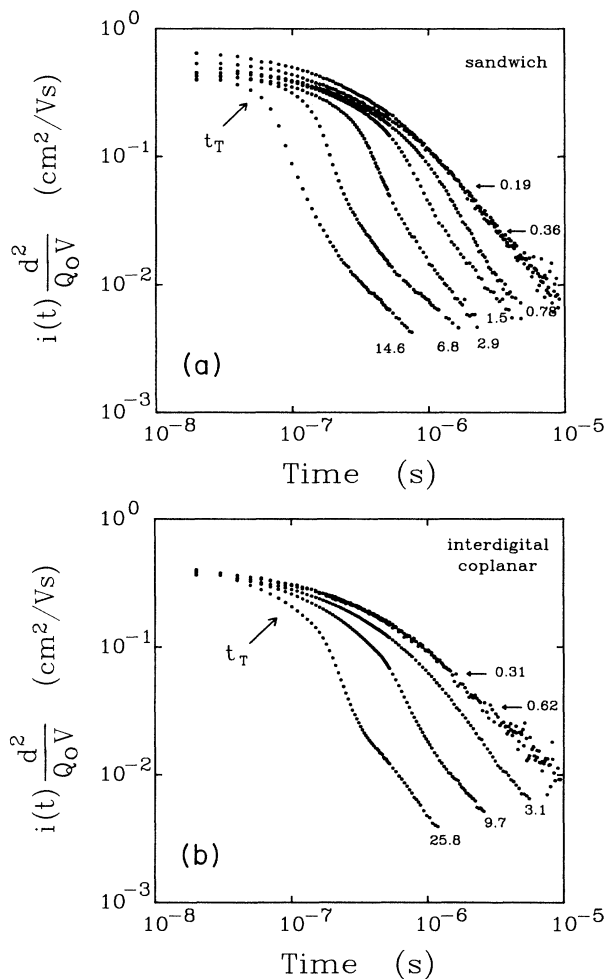 10^0
sandwich
10^-1
t_T
0.19
0.36
i(t) d^2/Q_0V (cm^2/Vs)
10^-2
1.5
0.78
6.8
2.9
14.6
(a)
10^-3
10^-8
10^-7
10^-6
10^-5
Time (s)
10^0
interdigital
coplanar
10^-1
t_T
0.31
0.62
i(t) d^2/Q_0V (cm^2/Vs)
10^-2
3.1
9.7
25.8
(b)
10^-3
10^-8
10^-7
10^-6
10^-5
Time (s)